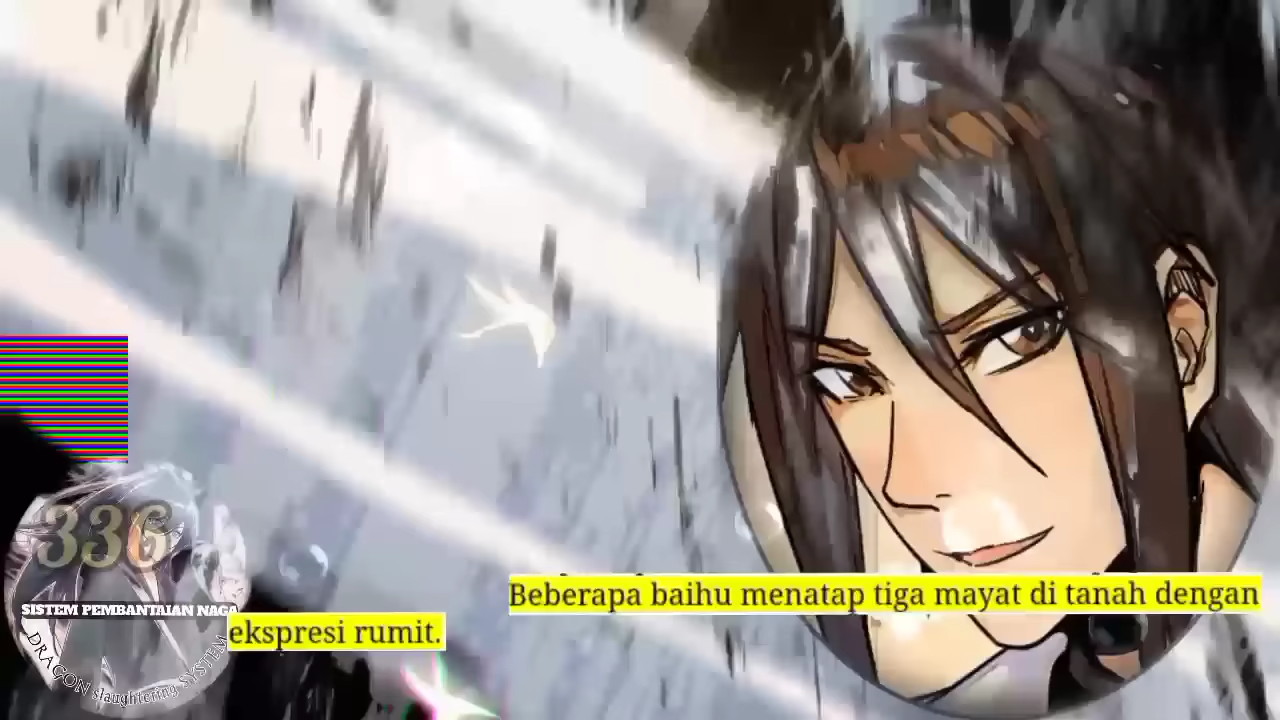 336
SISTEM PEMBANTAIAN NAGA
DRAGON slaughtering SYSTEM
Beberapa baihu menatap tiga mayat di tanah dengan
ekspresi rumit.